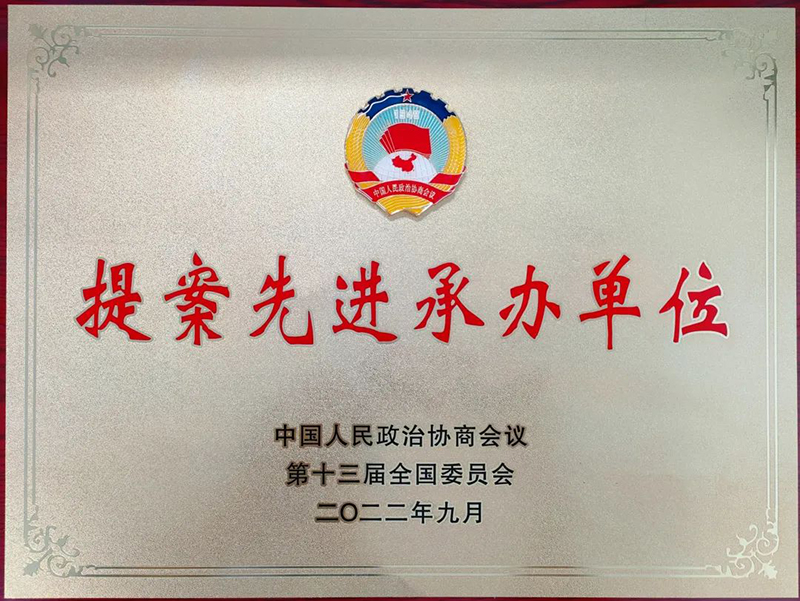 中国人民政治协商会议
提案先进承办单位
中国人民政治协商会议
第十三届全国委员会
二〇二二年九月